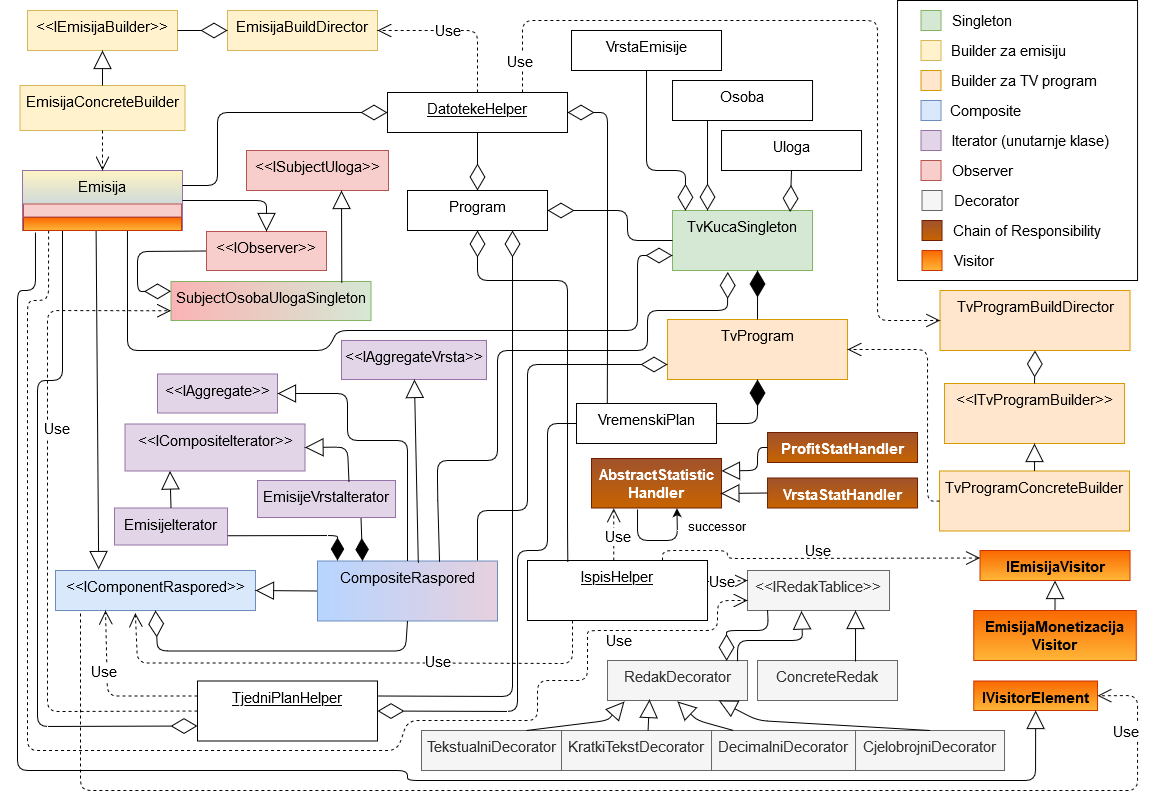 <<IEmisijaBuilder>>
EmisijaBuildDirector
Use
Use
VrstaEmisije
Singleton
Builder za emisiju
Builder za TV program
Composite
Iterator (unutarnje klase)
Observer
Decorator
Chain of Responsibility
Visitor
EmisijaConcreteBuilder
DatotekeHelper
Osoba
Uloga
<<ISubjectUloga>>
Emisija
Program
TvKucaSingleton
<<IObserver>>
SubjectOsobaUlogaSingleton
TvProgramBuildDirector
TvProgram
<<IAggregateVrsta>>
<<IAggregate>>
<<ITvProgramBuilder>>
VremenskiPlan
Use
<<ICompositeIterator>>
ProfitStatHandler
AbstractStatistic
Handler
VrstaStatHandler
TvProgramConcreteBuilder
EmisijeVrstaIterator
EmisijeIterator
successor
Use
Use
<<IComponentRaspored>>
CompositeRaspored
IspisHelper
Use
<<IRedakTablice>>
IEmisijaVisitor
EmisijaMonetizacija
Visitor
Use
Use
Use
RedakDecorator
ConcreteRedak
TjedniPlanHelper
IVisitorElement
Use
TekstualniDecorator
KratkiTekstDecorator
DecimalniDecorator
CjelobrojniDecorator